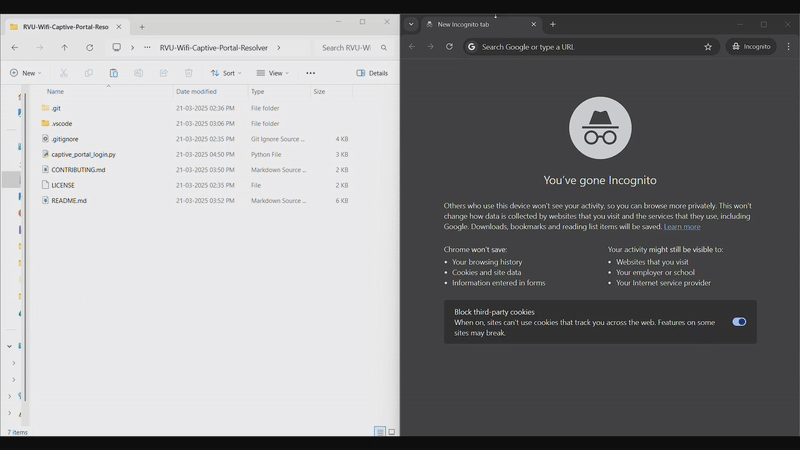 RVU-Wifi-Captive-Portal-Reso
RVU-Wifi-Captive-Portal-Resolver
Search RVU-W
New
Sort
View
Details
Name Date modified Type Size
.git 21-03-2025 02:36 PM File folder
.vscode 21-03-2025 03:06 PM File folder
.gitignore 21-03-2025 02:35 PM Git Ignore Source ... 4 KB
captive_portal_login.py 21-03-2025 04:50 PM Python File 3 KB
CONTRIBUTING.md 21-03-2025 03:50 PM Markdown Source ... 2 KB
LICENSE 21-03-2025 02:35 PM File 2 KB
README.md 21-03-2025 03:52 PM Markdown Source ... 6 KB
7 items
New Incognito tab
Search Google or type a URL
Incognito
You've gone Incognito
Others who use this device won't see your activity, so you can browse more privately. This won't
change how data is collected by websites that you visit and the services that they use, including
Google. Downloads, bookmarks and reading list items will be saved. Learn more
Chrome won't save:
• Your browsing history
• Cookies and site data
• Information entered in forms
Your activity might still be visible to:
• Websites that you visit
• Your employer or school
• Your Internet service provider
Block third-party cookies
When on, sites can't use cookies that track you across the web. Features on some
sites may break.